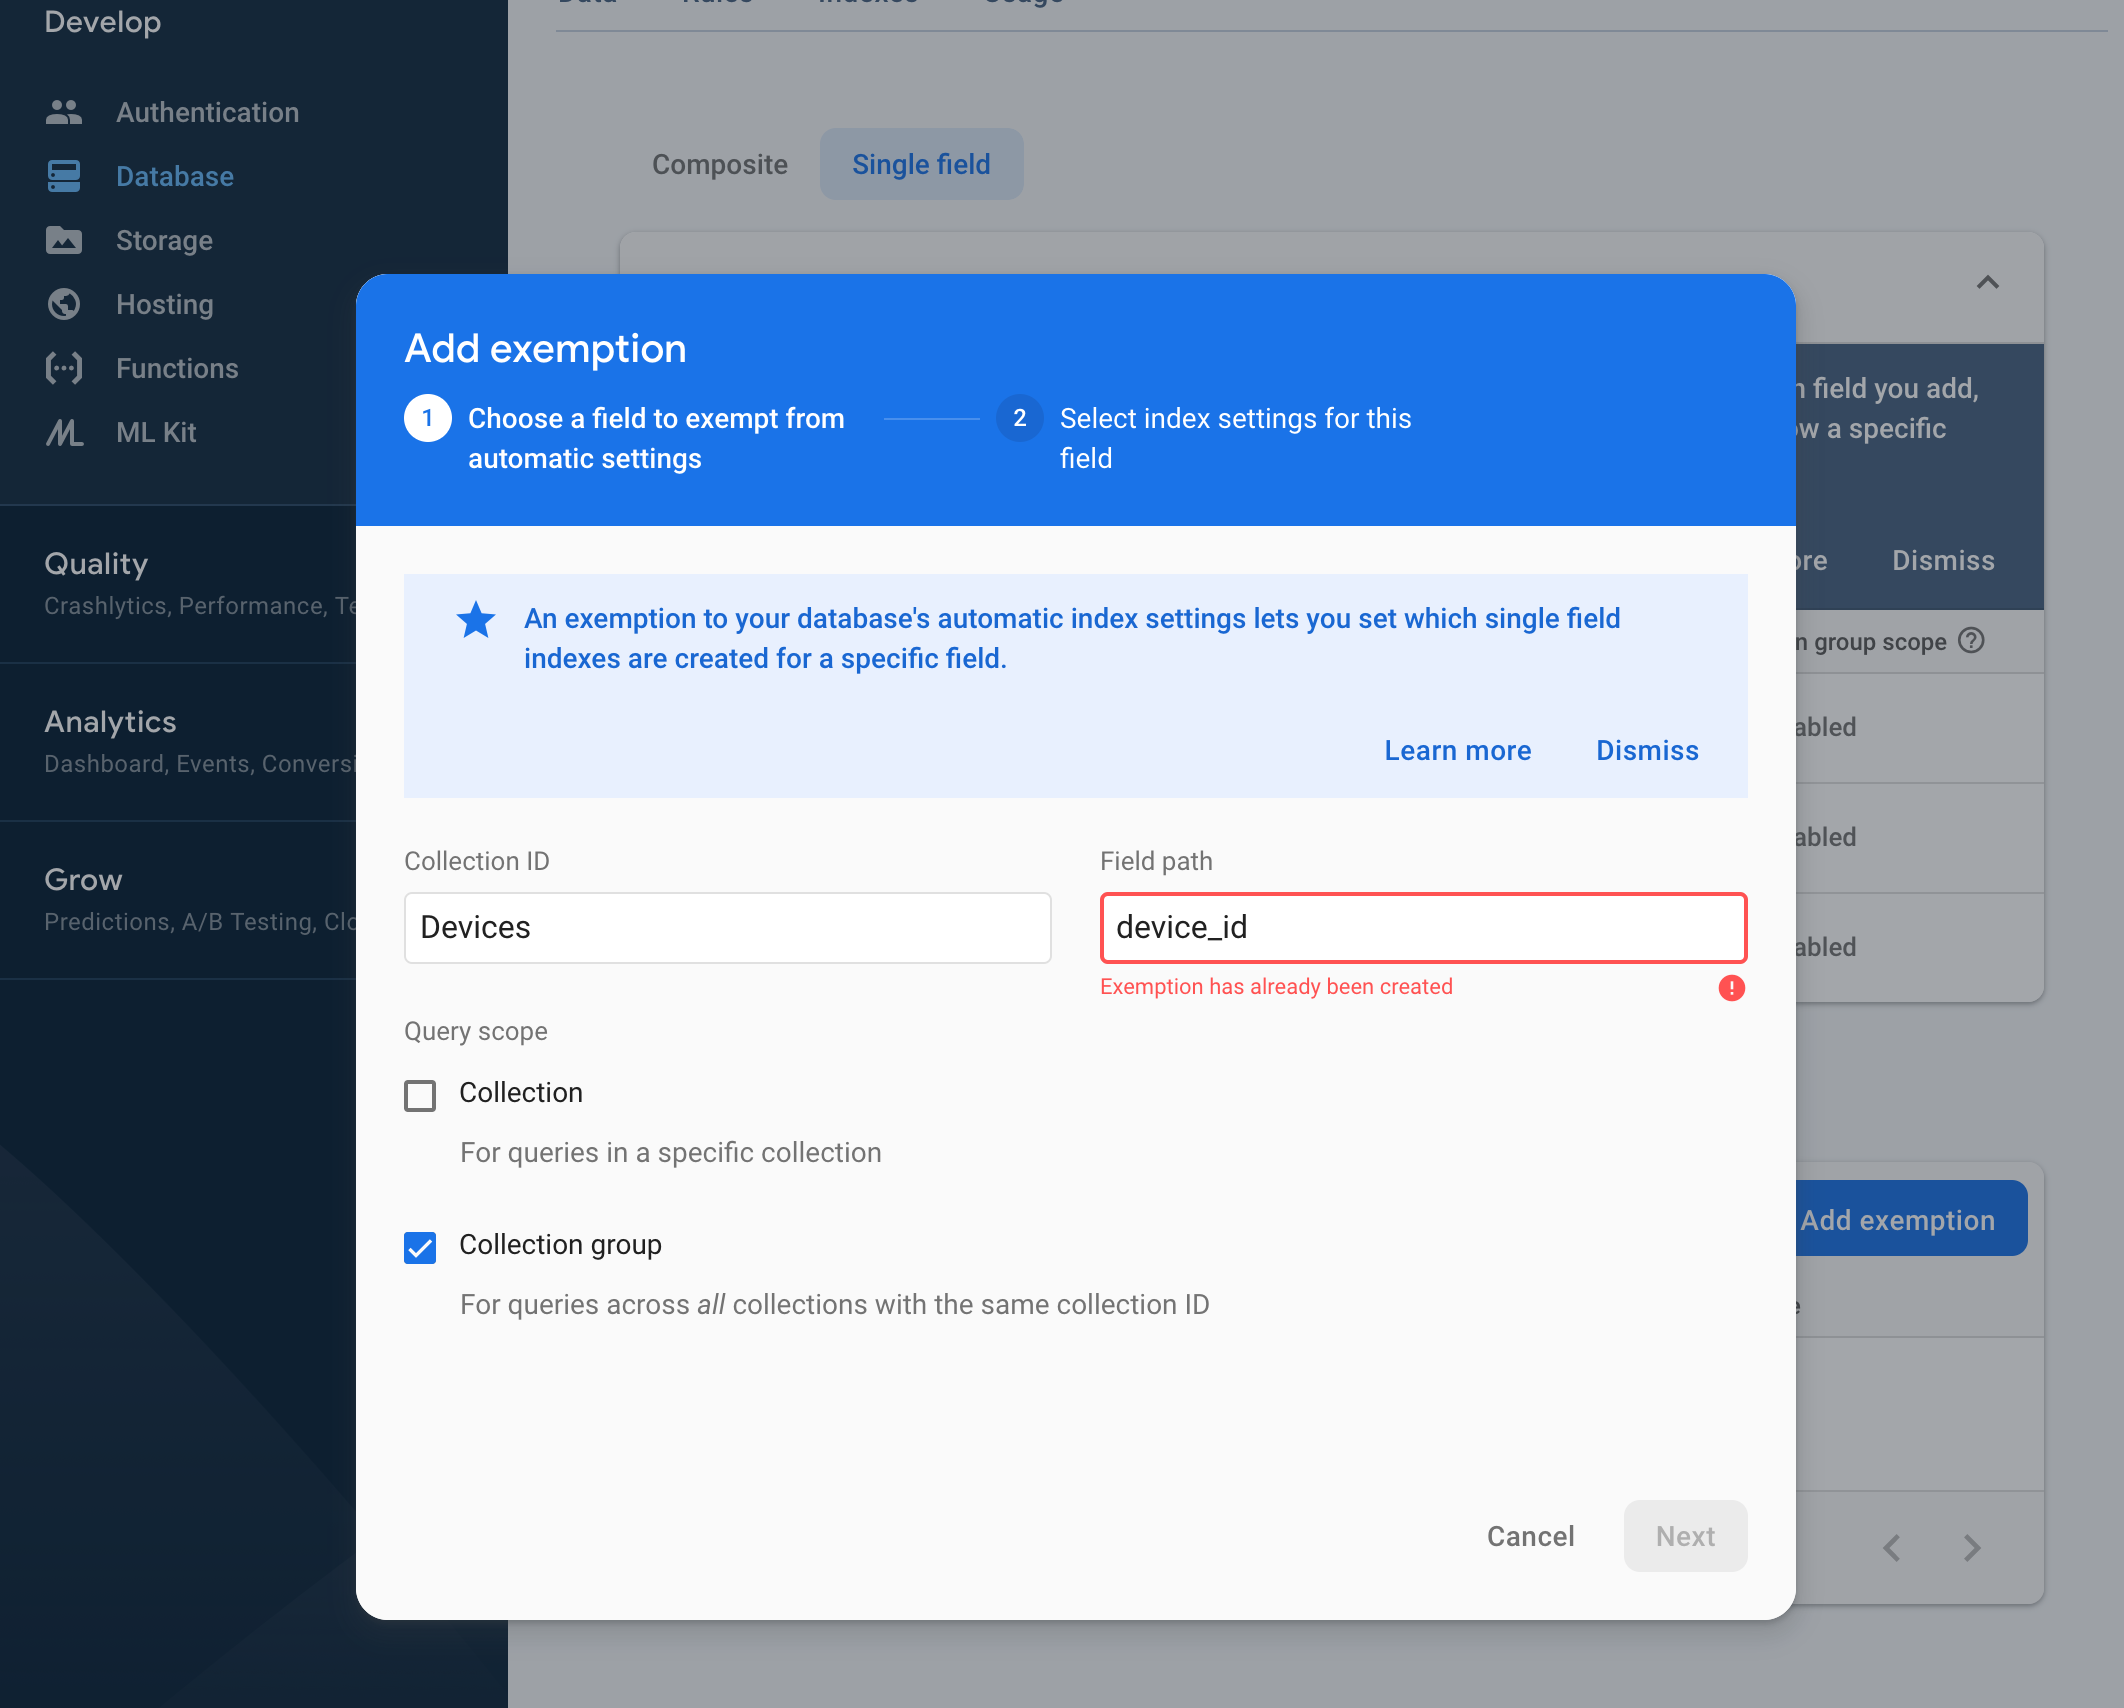 Develop
Authentication
Database
Storage
Hosting
Functions
ML Kit
Quality
Crashlytics, Performance, Te
Analytics
Dashboard, Events, Conversi
Grow
Predictions, A/B Testing, Clo
Data Rules Indexes Usage
Composite Single field
field you add,
ow a specific
ore Dismiss
n group scope
abled
abled
abled
Add exemption
1 Choose a field to exempt from
automatic settings
2 Select index settings for this
field
An exemption to your database's automatic index settings lets you set which single field
indexes are created for a specific field.
Learn more Dismiss
Collection ID
Devices
Field path
device_id
Exemption has already been created
Query scope
Collection
For queries in a specific collection
Collection group
For queries across all collections with the same collection ID
Cancel Next
Add exemption